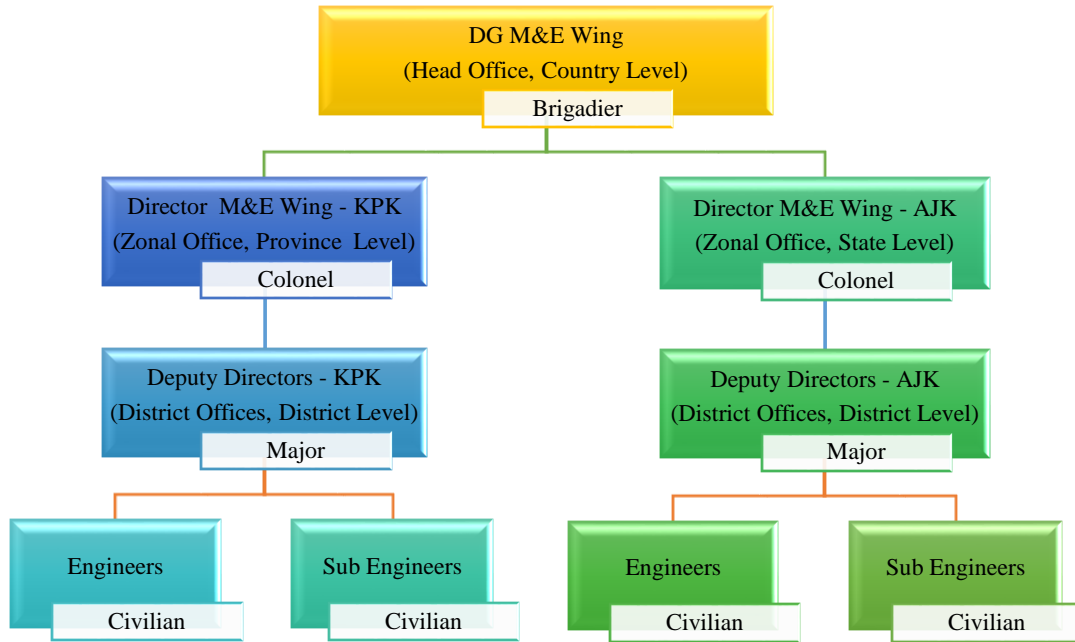 DG M&E Wing
(Head Office, Country Level)
Brigadier
Director M&E Wing - KPK
(Zonal Office, Province Level)
Colonel
Director M&E Wing - AJK
(Zonal Office, State Level)
Colonel
Deputy Directors - KPK
(District Offices, District Level)
Major
Deputy Directors - AJK
(District Offices, District Level)
Major
Engineers
Civilian
Sub Engineers
Civilian
Engineers
Civilian
Sub Engineers
Civilian